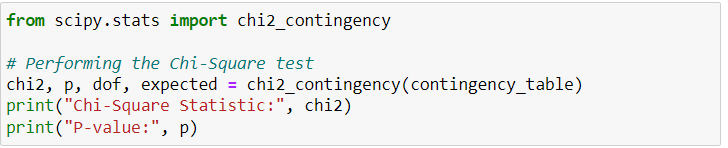 from scipy.stats import chi2_contingency
# Performing the Chi-Square test
chi2, p, dof, expected = chi2_contingency(contingency_table)
print("Chi-Square Statistic:", chi2)
print("P-value:", p)